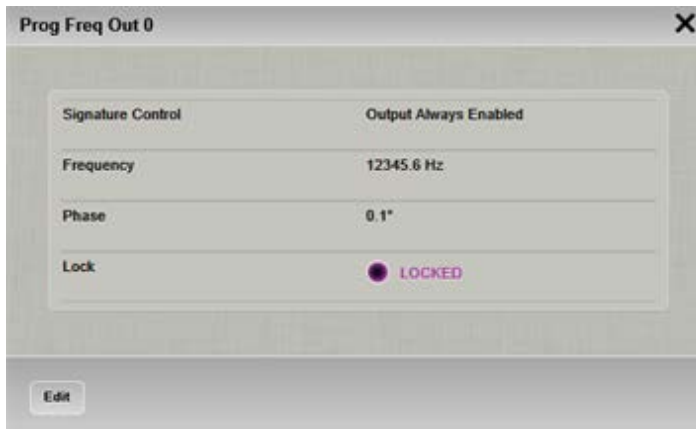 Prog Freq Out 0
Signature Control Output Always Enabled
Frequency 12345.6 Hz
Phase 0.1°
Lock LOCKED
Edit